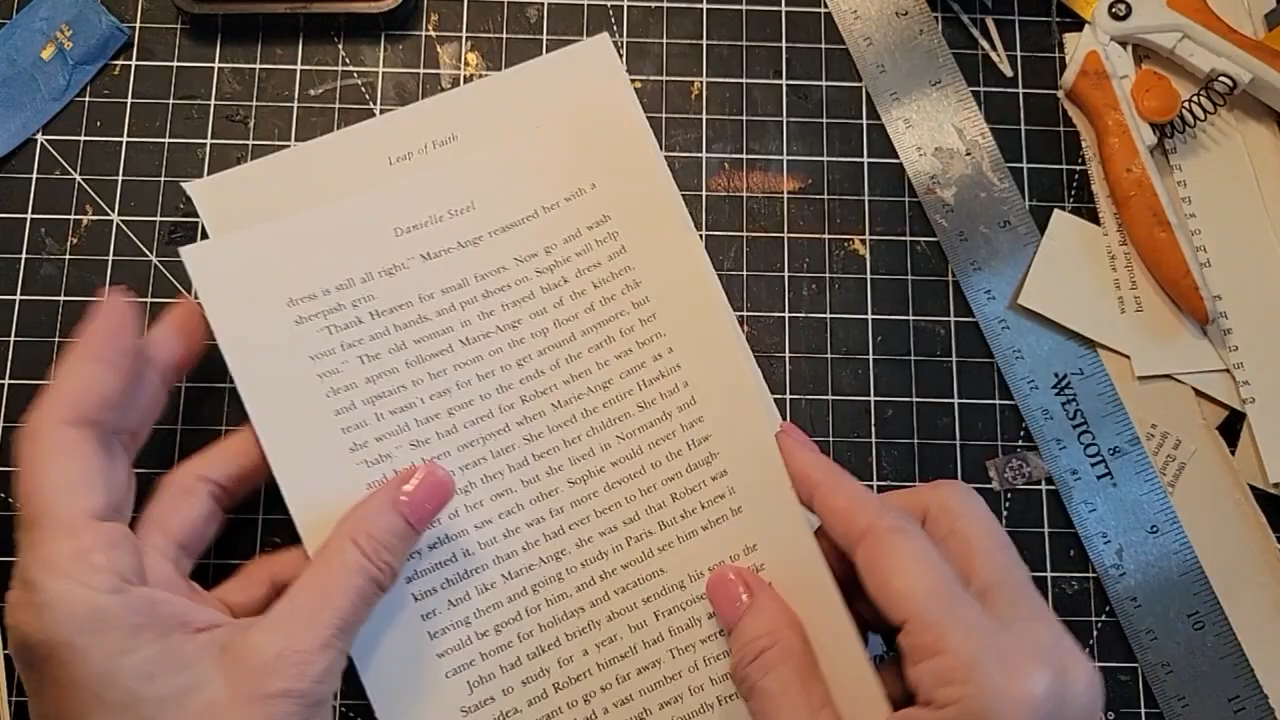 Leap of Faith
Danielle Steel
dress is still all right." Marie-Ange reassured her with a
sheepish grin.
"Thank Heaven for small favors. Now go and wash
your face and hands, and put shoes on. Sophie will help
you." The old woman in the frayed black dress and
clean apron followed Marie-Ange out of the kitchen,
and upstairs to her room on the top floor of the châ-
teau. It wasn't easy for her to get around anymore, but
she would have gone to the ends of the earth for her
"baby." She had cared for Robert when he was born,
and had been overjoyed when Marie-Ange came as a
years later. She loved the entire Hawkins
they had been her children. She had a
of her own, but she lived in Normandy and
seldom saw each other. Sophie would never have
admitted it, but she was far more devoted to the Haw-
kins children than she had ever been to her own daugh-
ter. And like Marie-Ange, she was sad that Robert was
leaving them and going to study in Paris. But she knew it
would be good for him, and she would see him when he
came home for holidays and vacations.
John had talked briefly about sending his son to the
States to study for a year, but Françoise
idea, and Robert himself had finally
want to go so far away. They were
had a vast number of
away for him
Fren
WESTCOTT
2
3
5
7
8
9
10
11
was an angel.
her brother Robert